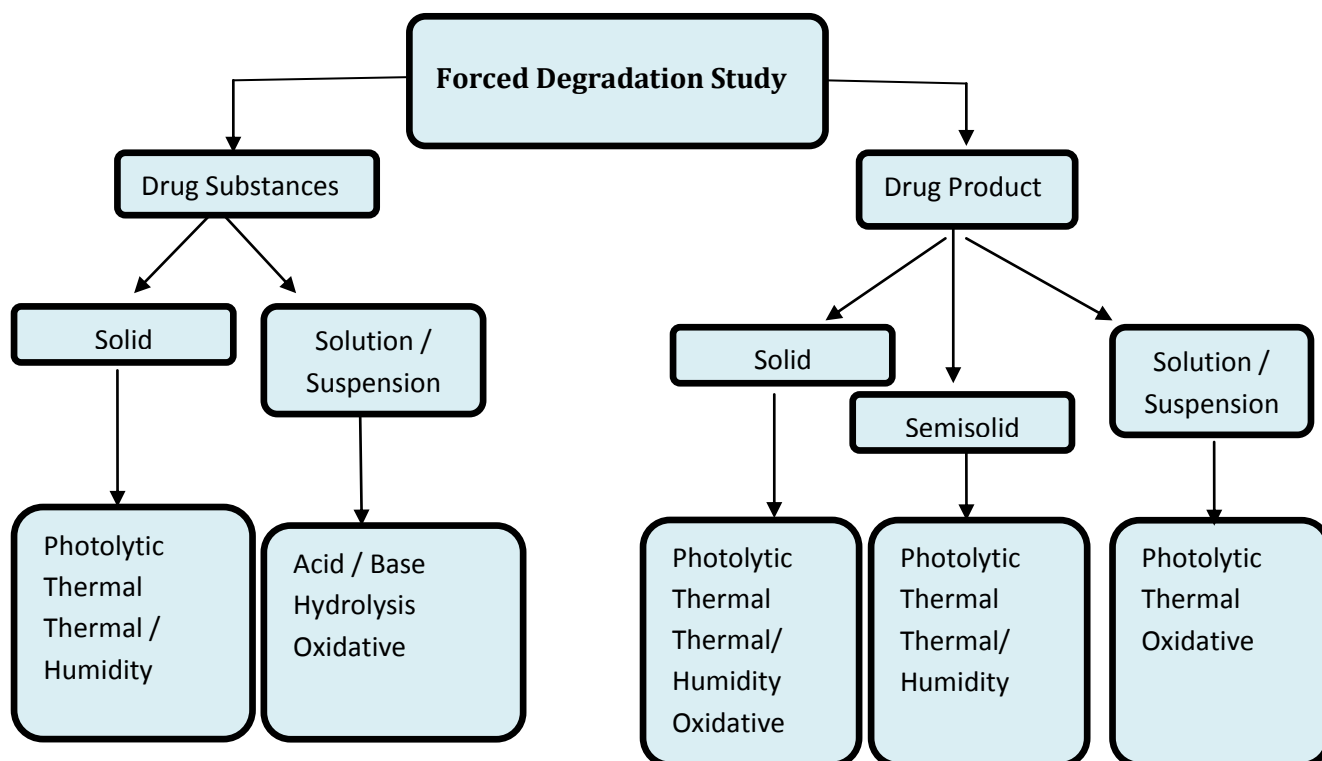 Forced Degradation Study
Drug Substances
Drug Product
Solid
Solution /
Suspension
Solid
Semisolid
Solution /
Suspension
Photolytic
Thermal
Thermal /
Humidity
Acid / Base
Hydrolysis
Oxidative
Photolytic
Thermal
Thermal/
Humidity
Oxidative
Photolytic
Thermal
Thermal/
Humidity
Photolytic
Thermal
Oxidative